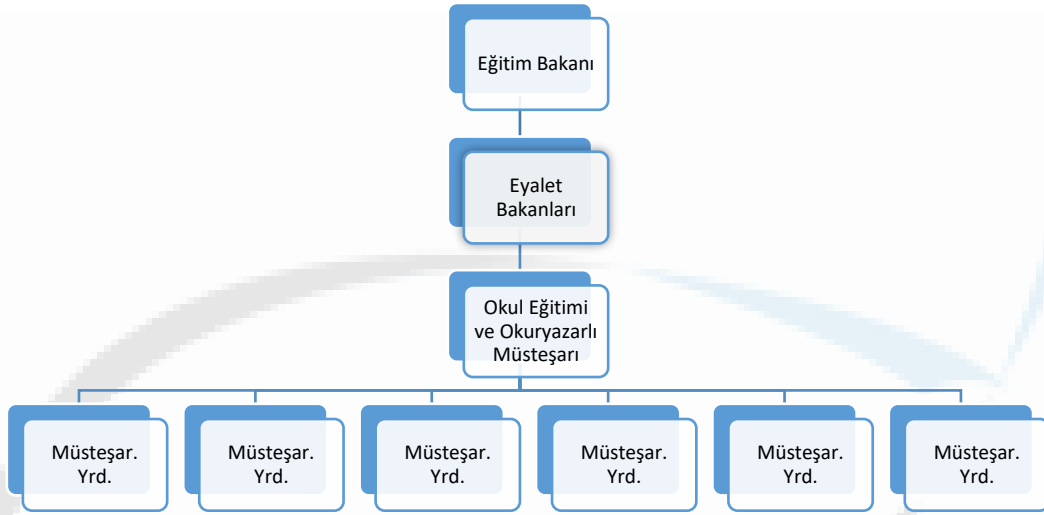 Eğitim Bakanı
Eyalet
Bakanları
Okul Eğitimi
ve Okuryazarlı
Müsteşarı
Müsteşar.
Yrd.
Müsteşar.
Yrd.
Müsteşar.
Yrd.
Müsteşar.
Yrd.
Müsteşar.
Yrd.
Müsteşar.
Yrd.